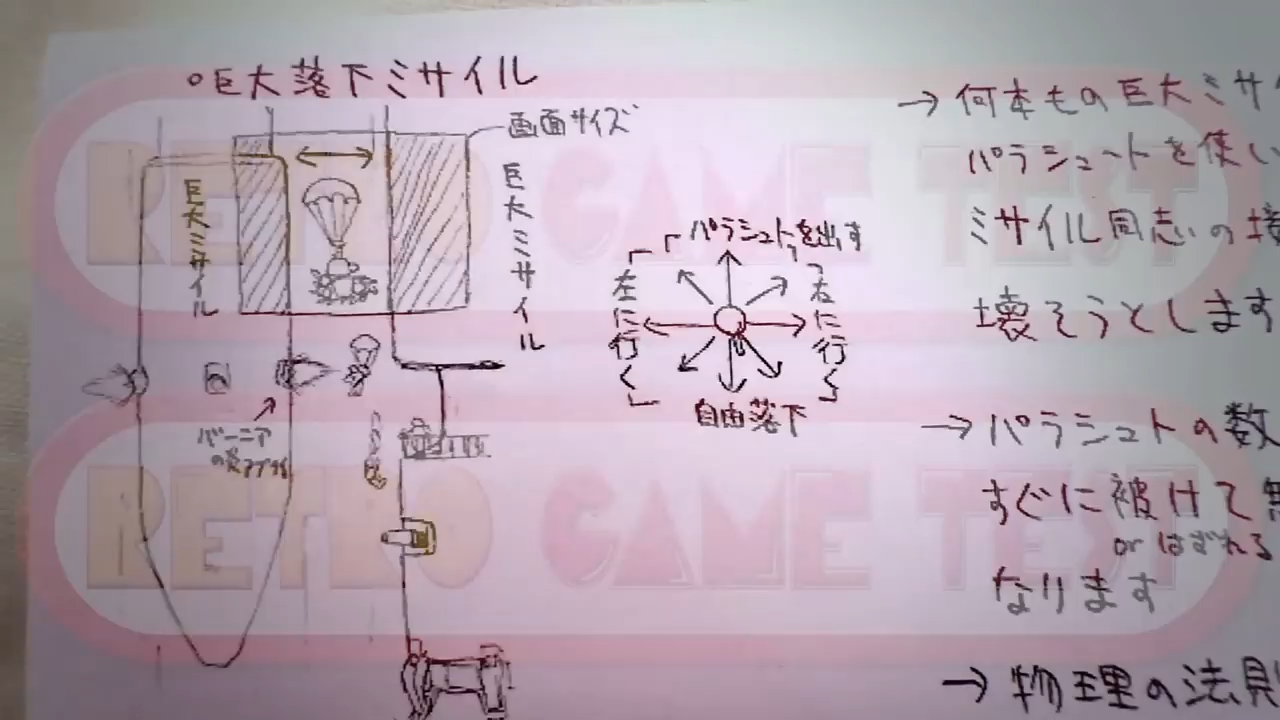 ○巨大落下ミサイル
画面サイズ
巨大ミサイル
巨大ミサイル
バーニア
の炎
「パラシュト」を出す
「左に行く」
「右に行く」
自由落下
→何本もの巨大ミサ
パラシュートを使い
ミサイル同志の
壊そうとします
→パラシュトの数
すぐに被けて
orはずれる
なります
→物理の法則
RETRO GAME TEST
RETRO GAME TEST